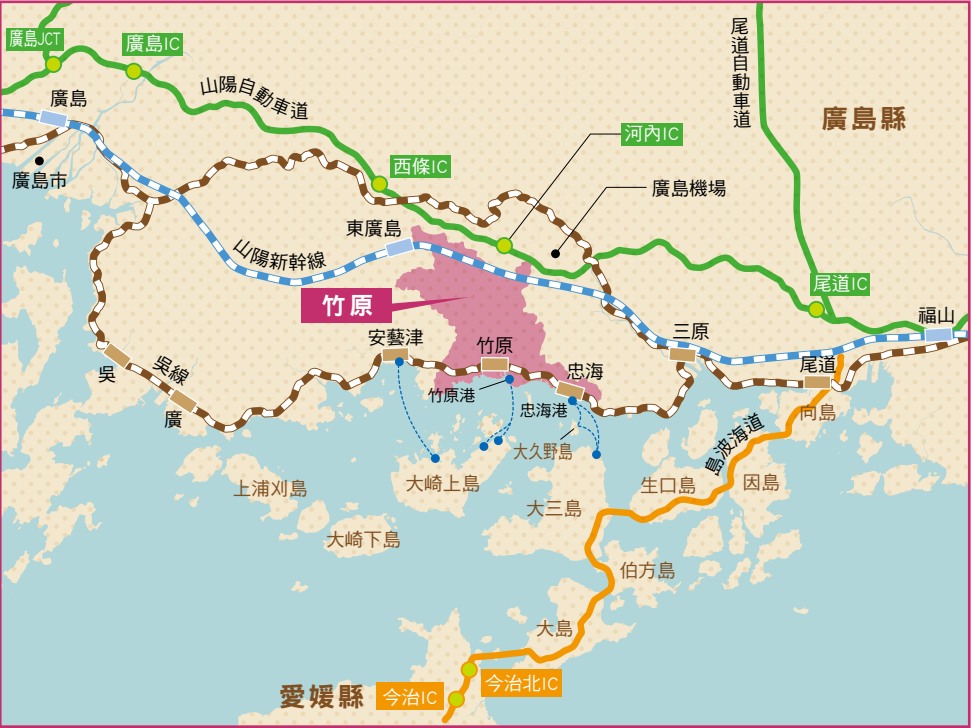 廣島JCT
廣島IC
廣島
廣島市
山陽自動車道
西條IC
河內IC
廣島機場
尾道自動車道
廣島縣
東廣島
山陽新幹線
竹原
尾道IC
福山
三原
尾道
向島
安藝津
竹原
忠海
竹原港
忠海港
大久野島
吳
吳線
廣
上浦刈島
大崎下島
大崎上島
大三島
生口島
因島
島波海道
伯方島
大島
愛媛縣
今治IC
今治北IC